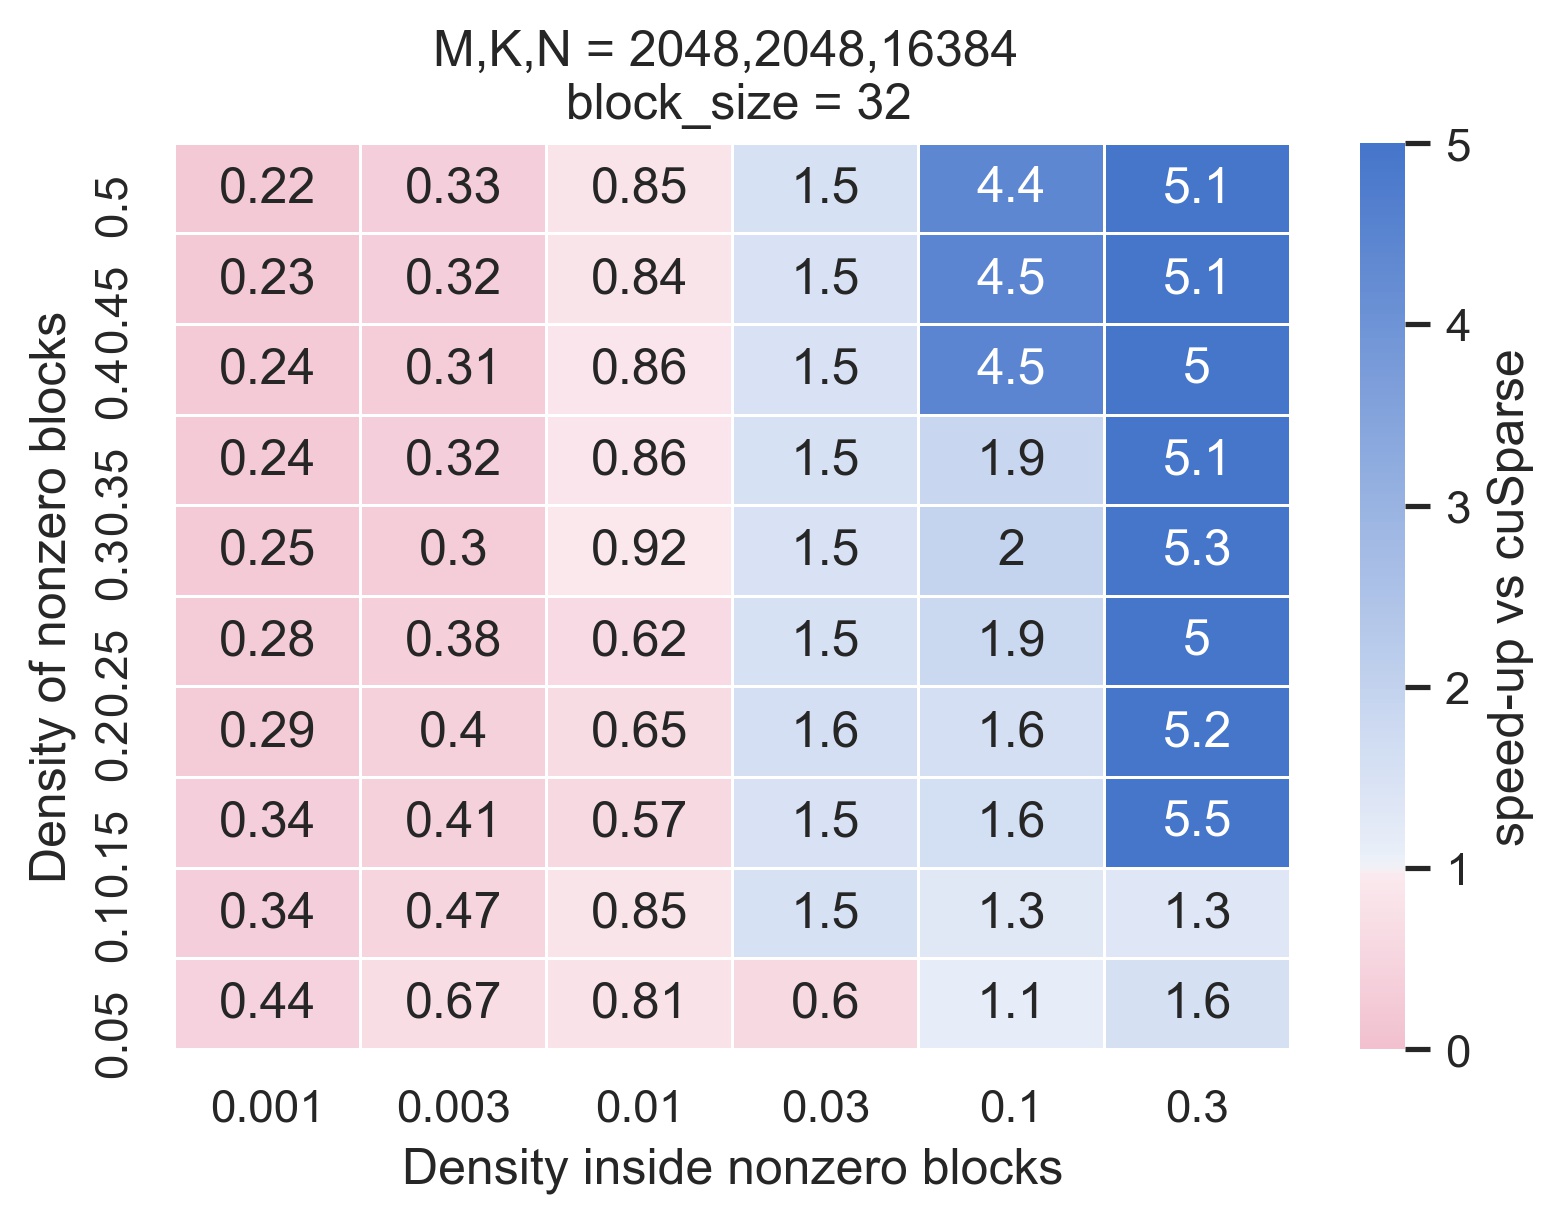 M,K,N = 2048,2048,16384
block_size = 32
Density of nonzero blocks
0.5 0.22 0.33 0.85 1.5 4.4 5.1
0.45 0.23 0.32 0.84 1.5 4.5 5.1
0.4 0.24 0.31 0.86 1.5 4.5 5
0.35 0.24 0.32 0.86 1.5 1.9 5.1
0.3 0.25 0.3 0.92 1.5 2 5.3
0.25 0.28 0.38 0.62 1.5 1.9 5
0.2 0.29 0.4 0.65 1.6 1.6 5.2
0.15 0.34 0.41 0.57 1.5 1.6 5.5
0.1 0.34 0.47 0.85 1.5 1.3 1.3
0.05 0.44 0.67 0.81 0.6 1.1 1.6
0.001 0.003 0.01 0.03 0.1 0.3
Density inside nonzero blocks
5
4
3
2
1
0
speed-up vs cuSparse